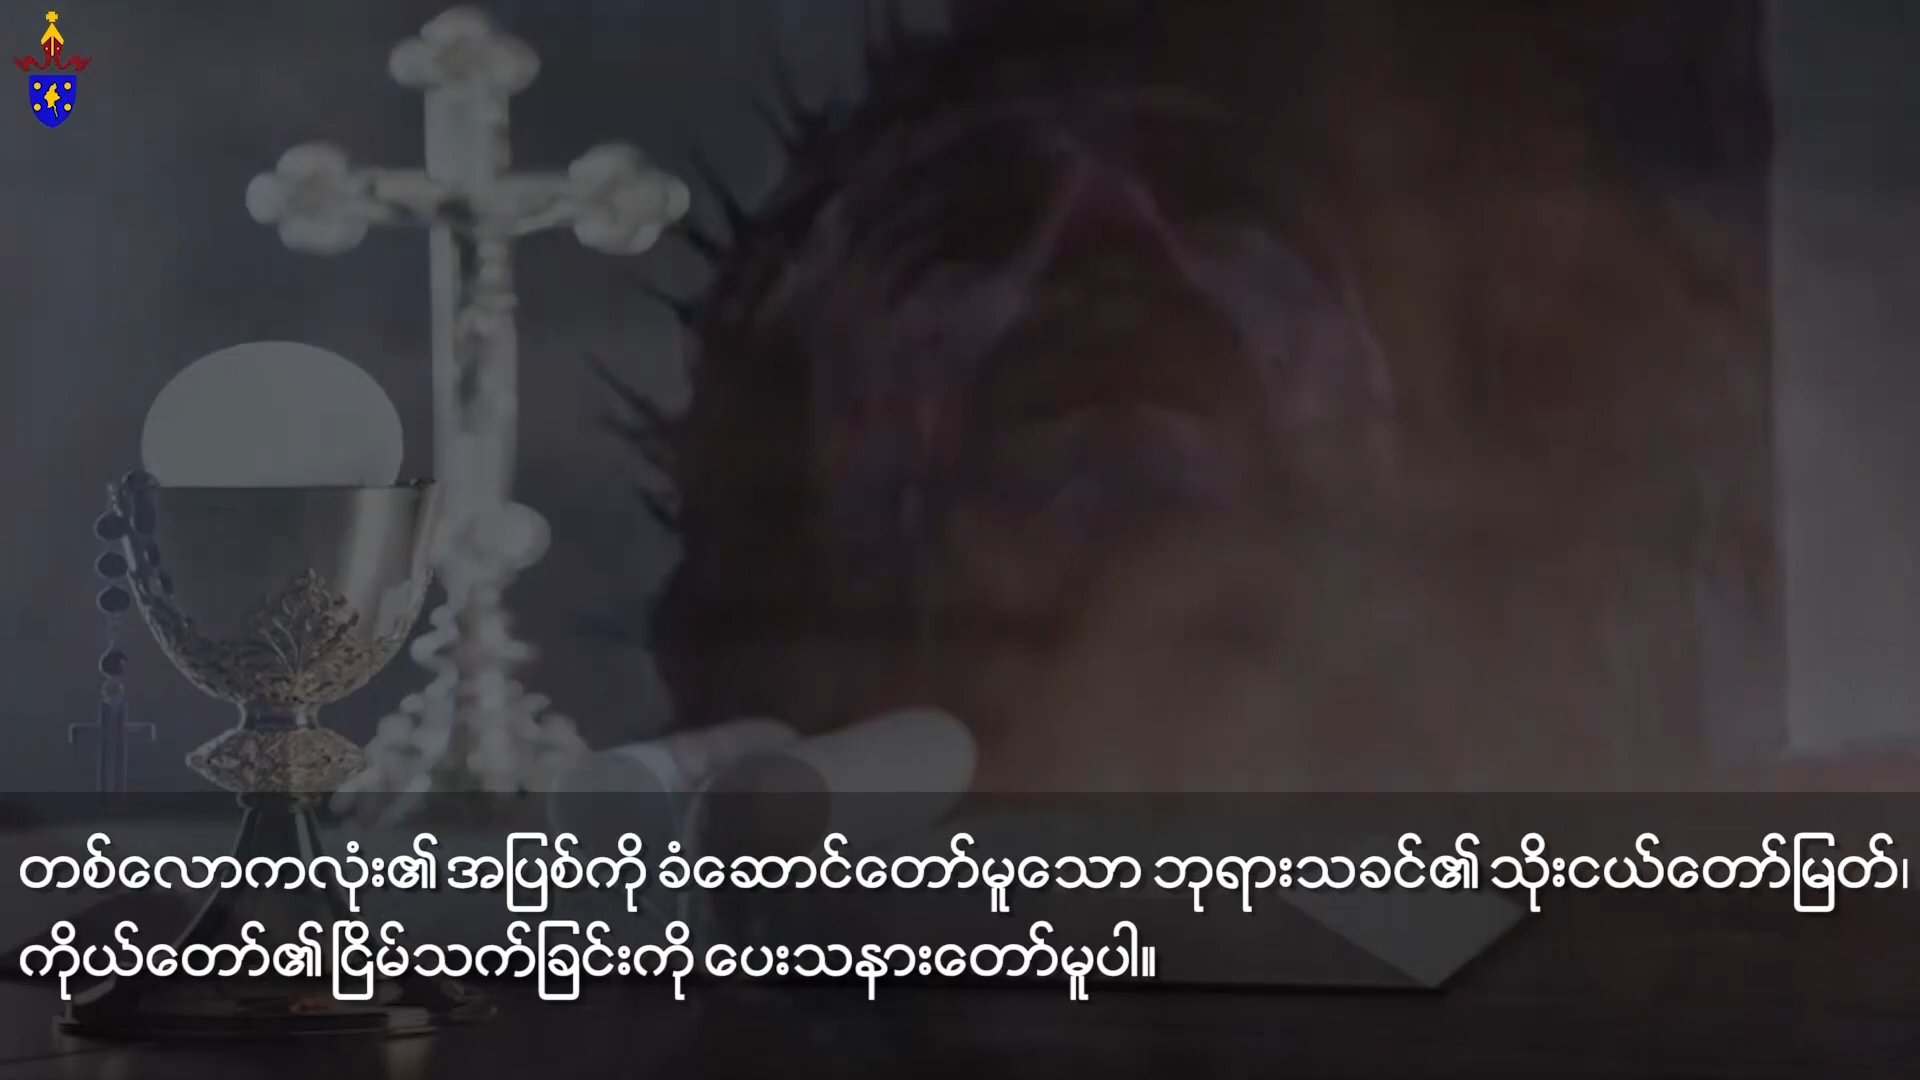 တစ်လောကလုံး၏ အပြစ်ကို ခံဆောင်တော်မူသော ဘုရားသခင်၏ သိုးငယ်တော်မြတ်၊
ကိုယ်တော်၏ ငြိမ်သက်ခြင်းကို ပေးသနားတော်မူပါ။